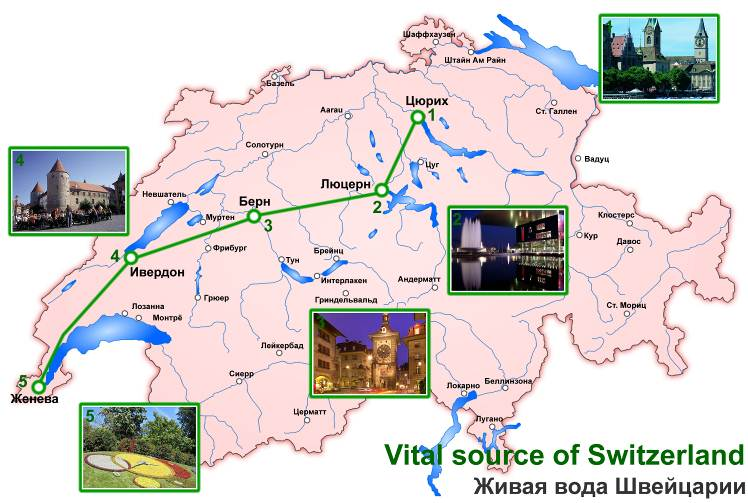 Шаффхаузен
Штайн Ам Райн
Базель
Цюрих
1
Aarau
Ст. Галлен
4
Солотурн
Цуг
Вадуц
Люцерн
2
Невшатель
Берн
3
Муртен
2
Клостерс
Фрибург
Кур
Давос
4
Ивердон
Тун
Бриенц
Интерлакен
Андерматт
Грюер
Гриндельвальд
Лозанна
Монтрё
Ст. Мориц
Лейкербад
5
Женева
Сиерр
Локарно
Беллинзона
5
Церматт
Лугано
Vital source of Switzerland
Живая вода Швейцарии